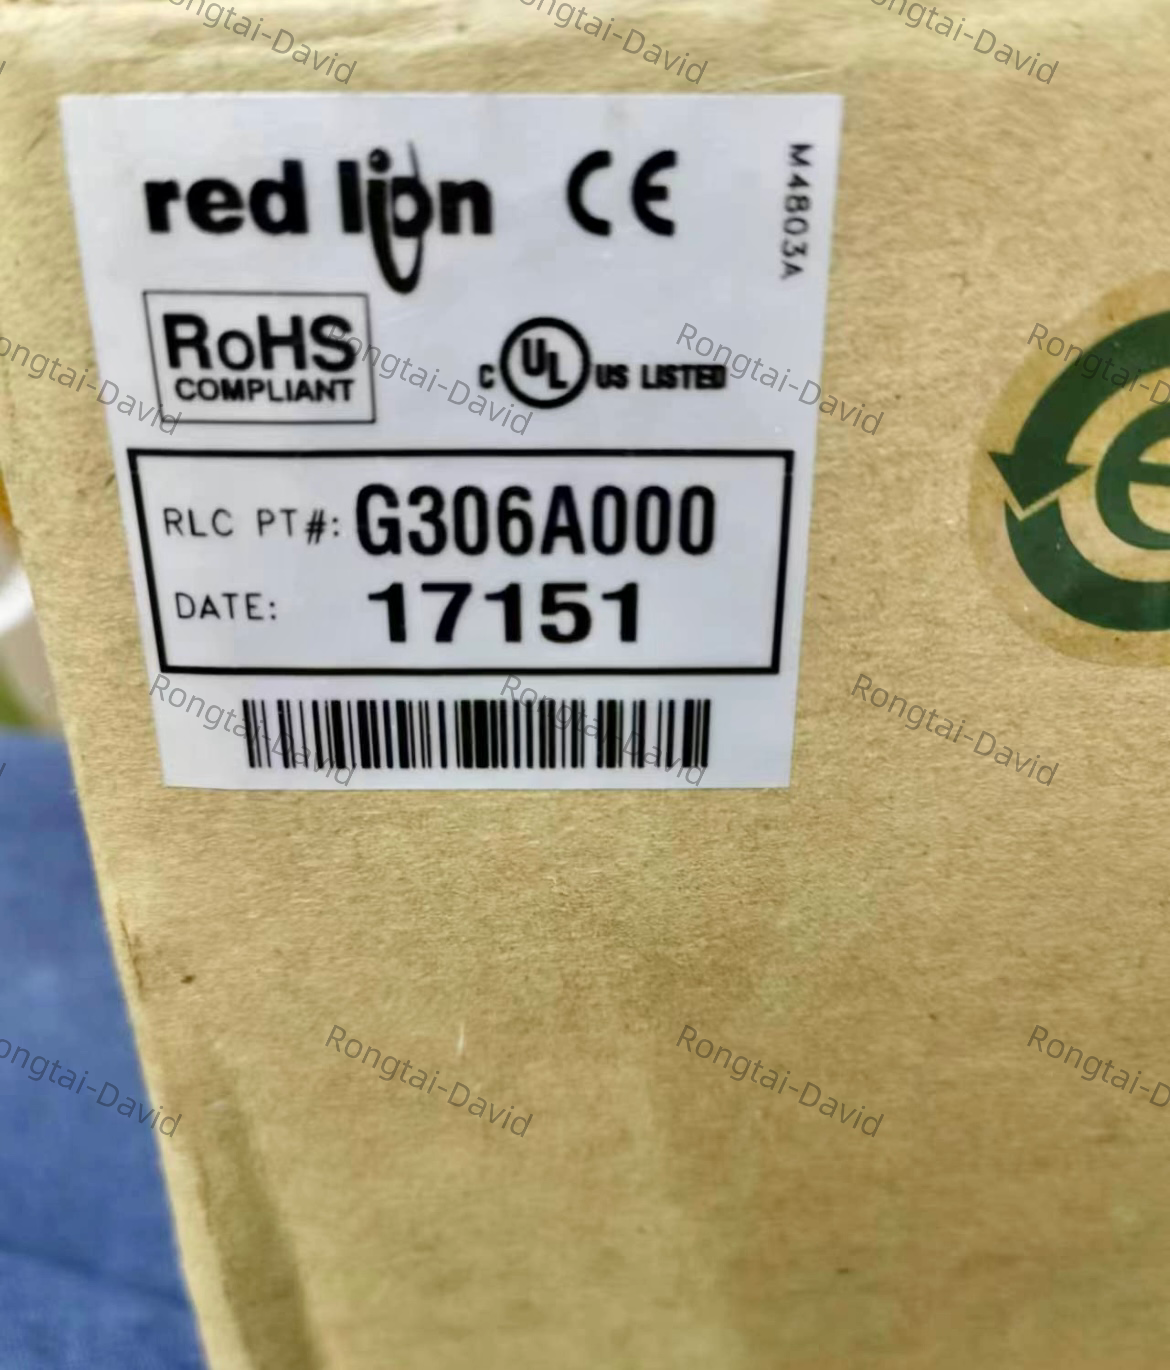 red lion CE
M4803A
RoHS
COMPLIANT
C UL US LISTED
RLC PT#: G306A000
DATE: 17151
Rongtai-David